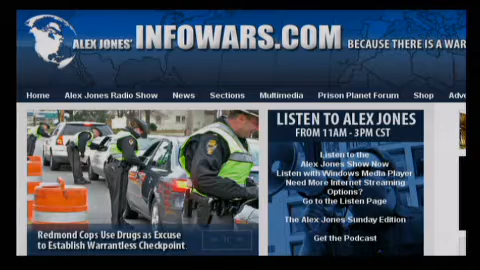 ALEX JONES' INFOWARS.COM BECAUSE THERE IS A WAR
Home Alex Jones Radio Show News Sections Multimedia Prison Planet Forum Shop Adve
Redmond Cops Use Drugs as Excuse
to Establish Warrantless Checkpoint
LISTEN TO ALEX JONES
FROM 11AM - 3PM CST
Listen to the
Alex Jones Show Now
Listen with Windows Media Player
Need More Internet Streaming
Options?
Go to the Listen Page
The Alex Jones Sunday Edition
Get the Podcast